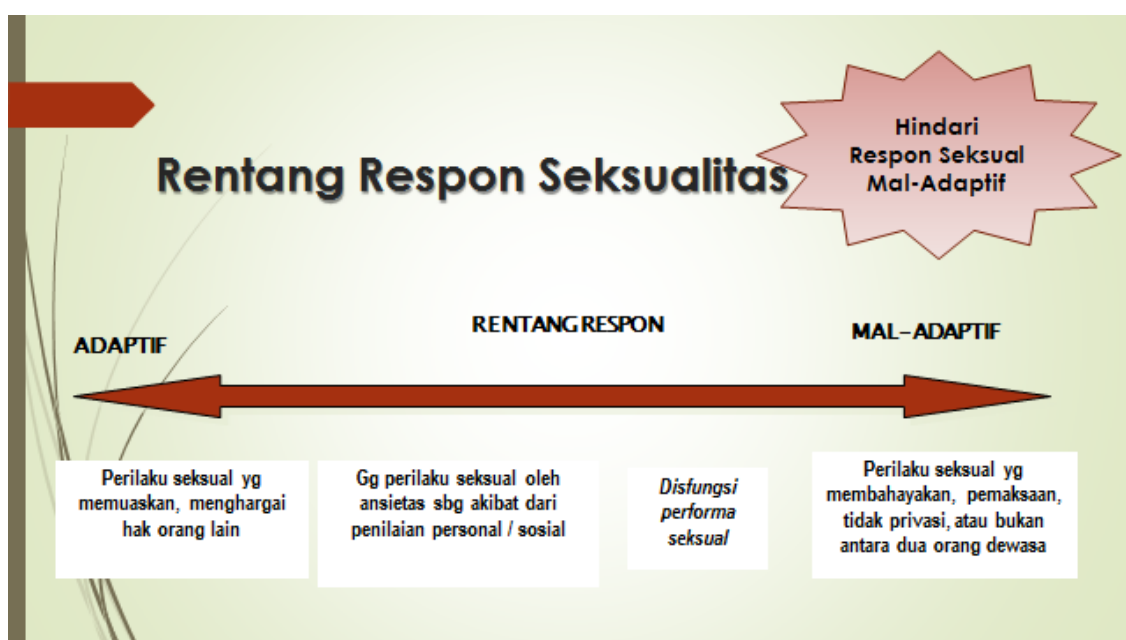 Rentang Respon Seksualitas
Hindari
Respon Seksual
Mal-Adaptif
ADAPTIF
RENTANG RESPON
MAL-ADAPTIF
Perilaku seksual yg
memuaskan, menghargai
hak orang lain
Gg perilaku seksual oleh
ansietas sbg akibat dari
penilaian personal / sosial
Disfungsi
performa
seksual
Perilaku seksual yg
membahayakan, pemaksaan,
tidak privasi, atau bukan
antara dua orang dewasa